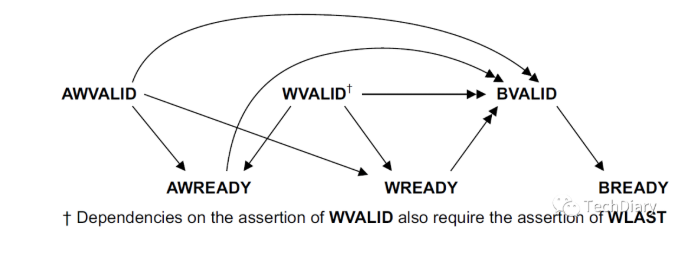 AWVALID WVALID† BVALID
AWREADY WREADY BREADY
TechDiary
† Dependencies on the assertion of WVALID also require the assertion of WLAST